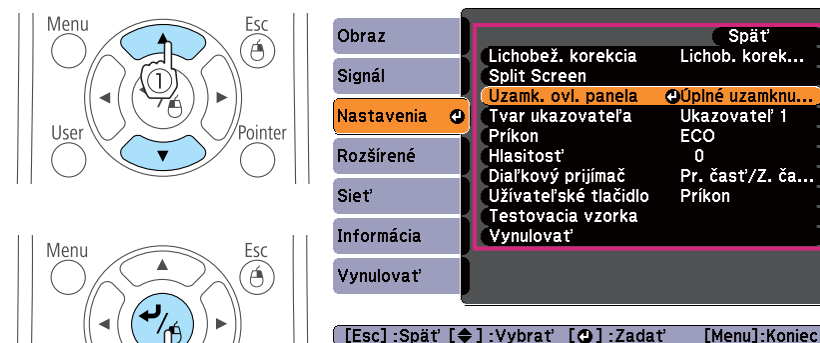 Menu
Esc
1
User
Pointer
Menu
Esc
Obraz
Signál
Nastavenia
Rozšírené
Sieť
Informácia
Vynulovať
Späť
Lichobež. korekcia Lichob. korek...
Split Screen
Uzamk. ovl. panela Úplné uzamknu...
Tvar ukazovateľa Ukazovateľ 1
Príkon ECO
Hlasitosť 0
Diaľkový prijímač Pr. časť/Z. ča...
Užívateľské tlačidlo Príkon
Testovacia vzorka
Vynulovať
[Esc] :Späť [◆] :Vybrať [⏎] :Zadať [Menu]:Koniec